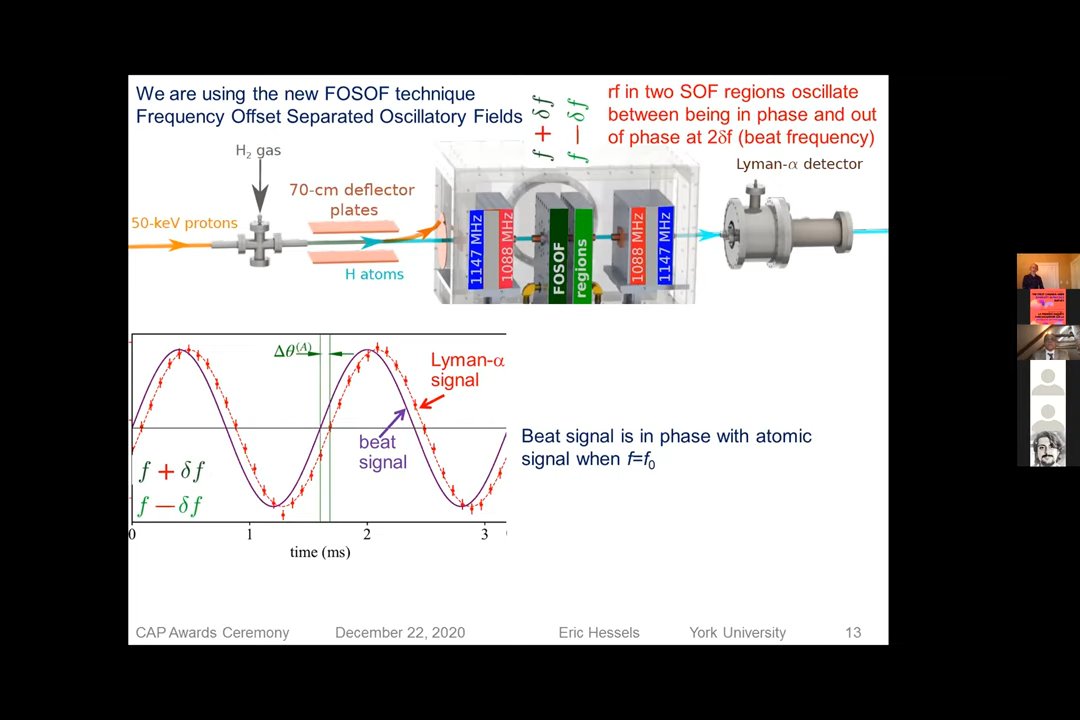 We are using the new FOSOF technique
Frequency Offset Separated Oscillatory Fields
f + δf
f − δf
rf in two SOF regions oscillate
between being in phase and out
of phase at 2δf (beat frequency)
H2 gas
Lyman-α detector
70-cm deflector
plates
50-keV protons
H atoms
1147 MHz
1088 MHz
FOSOF
regions
1088 MHz
1147 MHz
Δθ(A)
Lyman-α
signal
beat
signal
f + δf
f − δf
0 1 2 3
time (ms)
Beat signal is in phase with atomic
signal when f=f0
CAP Awards Ceremony December 22, 2020 Eric Hessels York University 13